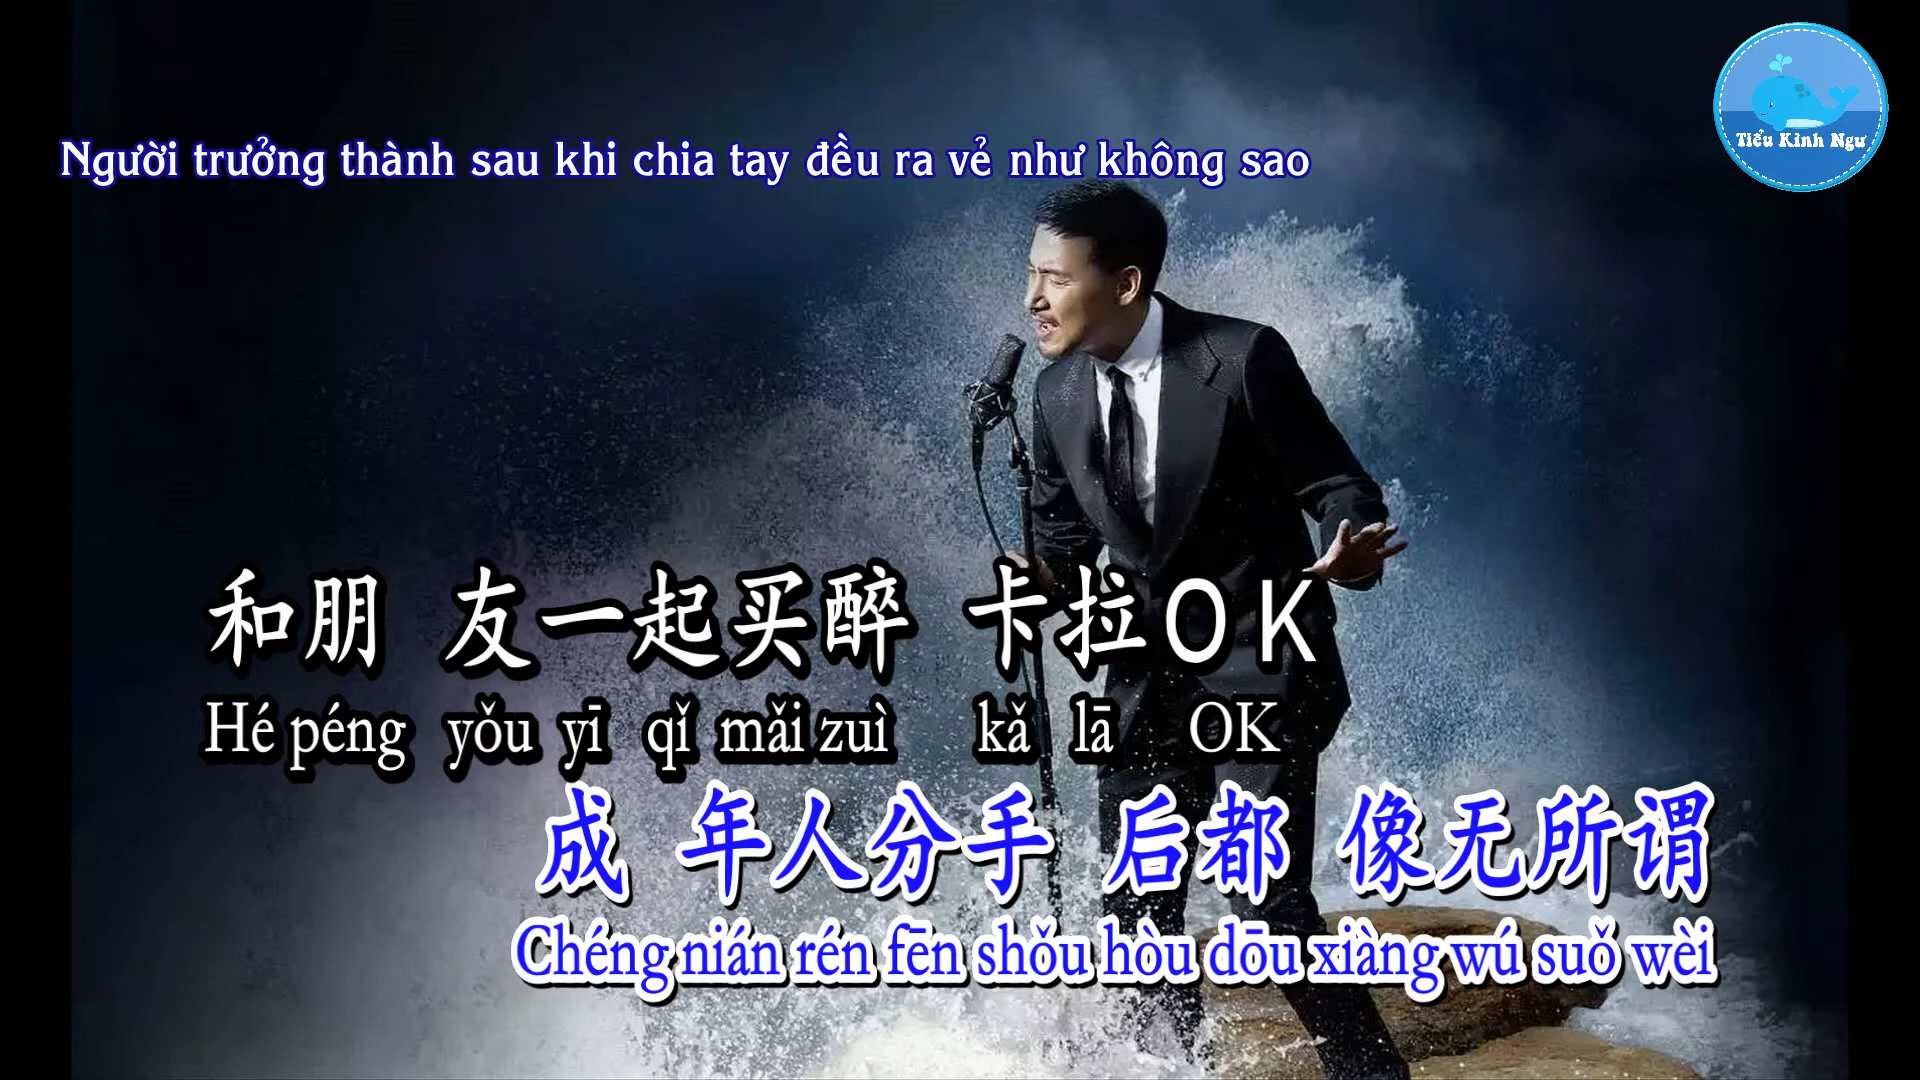 Tiểu Kình Ngư
Người trưởng thành sau khi chia tay đều ra vẻ như không sao
和朋 友一起买醉 卡拉OK
Hé péng yǒu yī qǐ mǎi zuì kǎ lā OK
成 年人分手 后都 像无所谓
Chéng nián rén fēn shǒu hòu dōu xiàng wú suǒ wèi